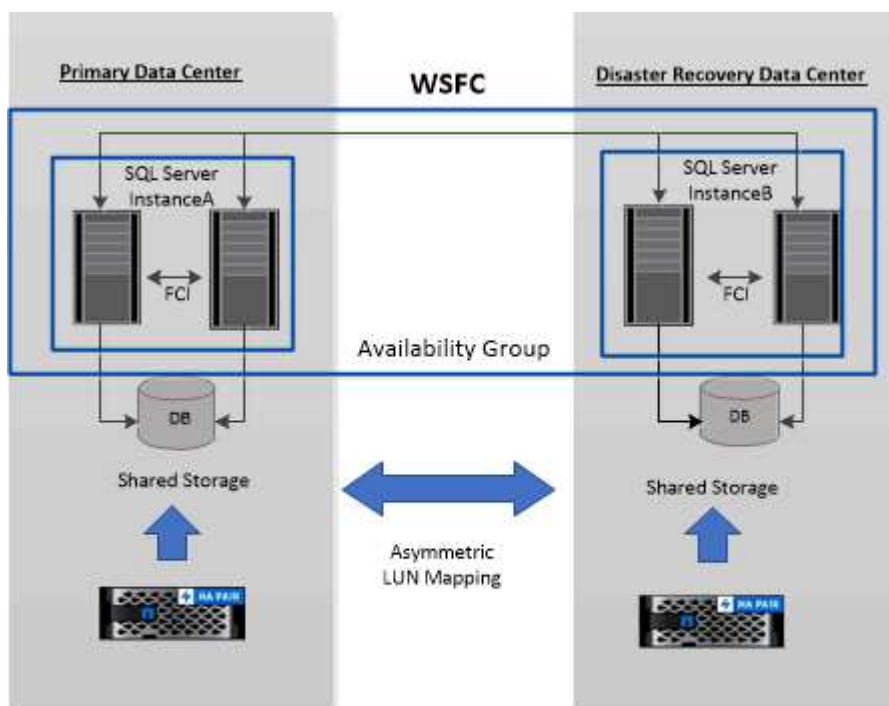 Primary Data Center
WSFC
Disaster Recovery Data Center
SQL Server
InstanceA
FCI
SQL Server
InstanceB
FCI
Availability Group
DB
DB
Shared Storage
Shared Storage
Asymmetric
LUN Mapping
HA PAIR
HA PAIR